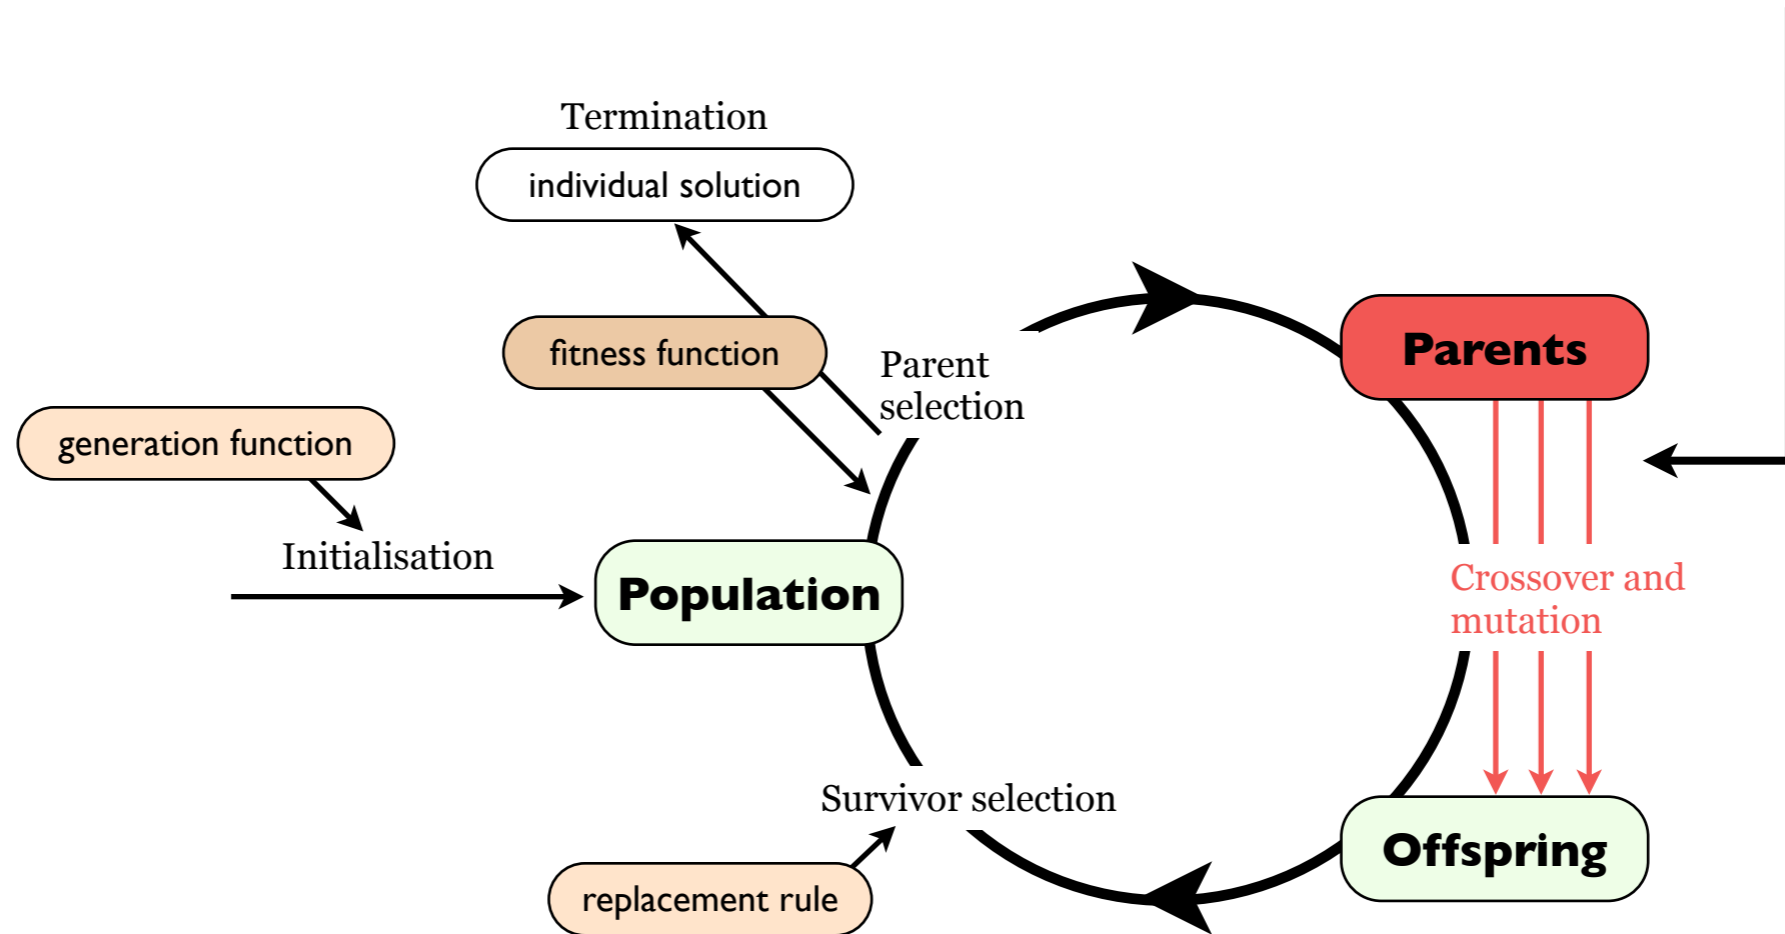 Termination
individual solution
fitness function
Parent
selection
Parents
generation function
Initialisation
Population
Crossover and
mutation
Survivor selection
Offspring
replacement rule